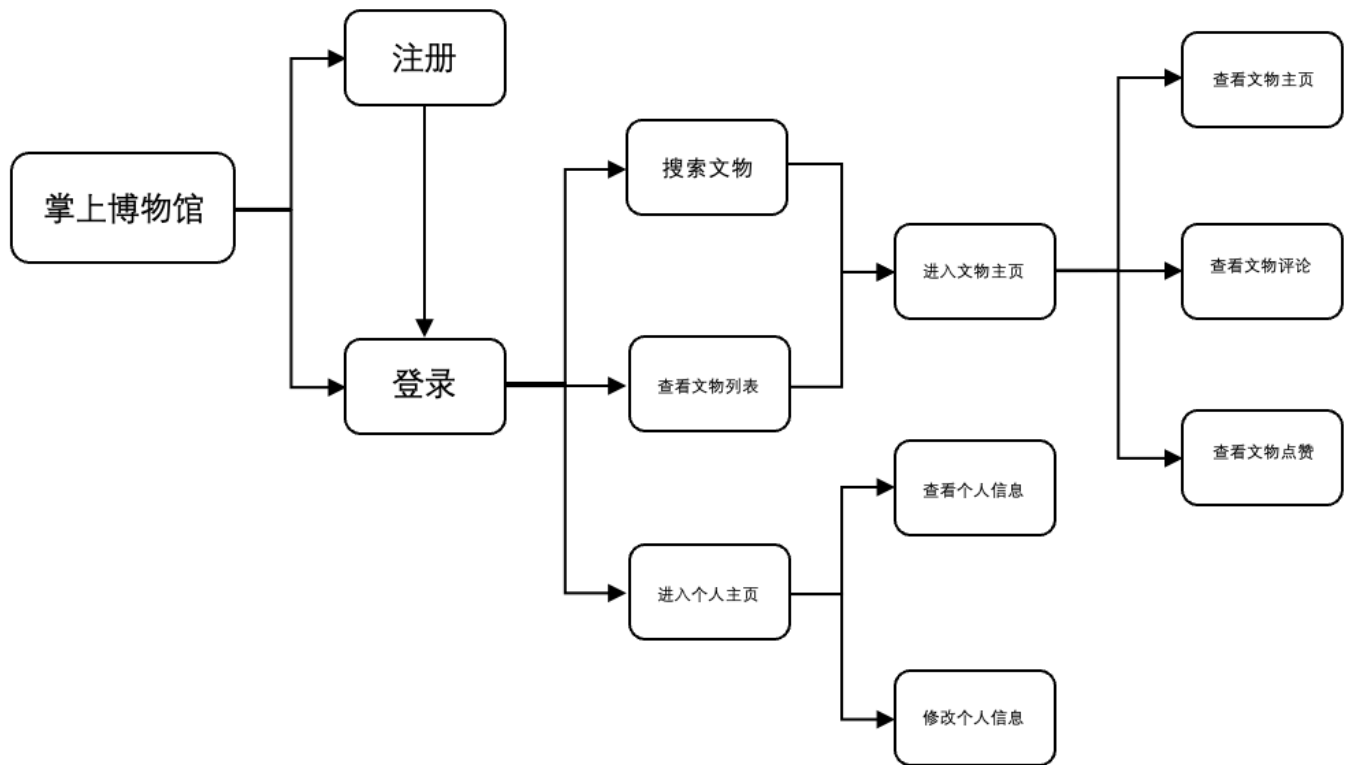 掌上博物馆
注册
登录
搜索文物
查看文物列表
进入个人主页
进入文物主页
查看个人信息
修改个人信息
查看文物主页
查看文物评论
查看文物点赞